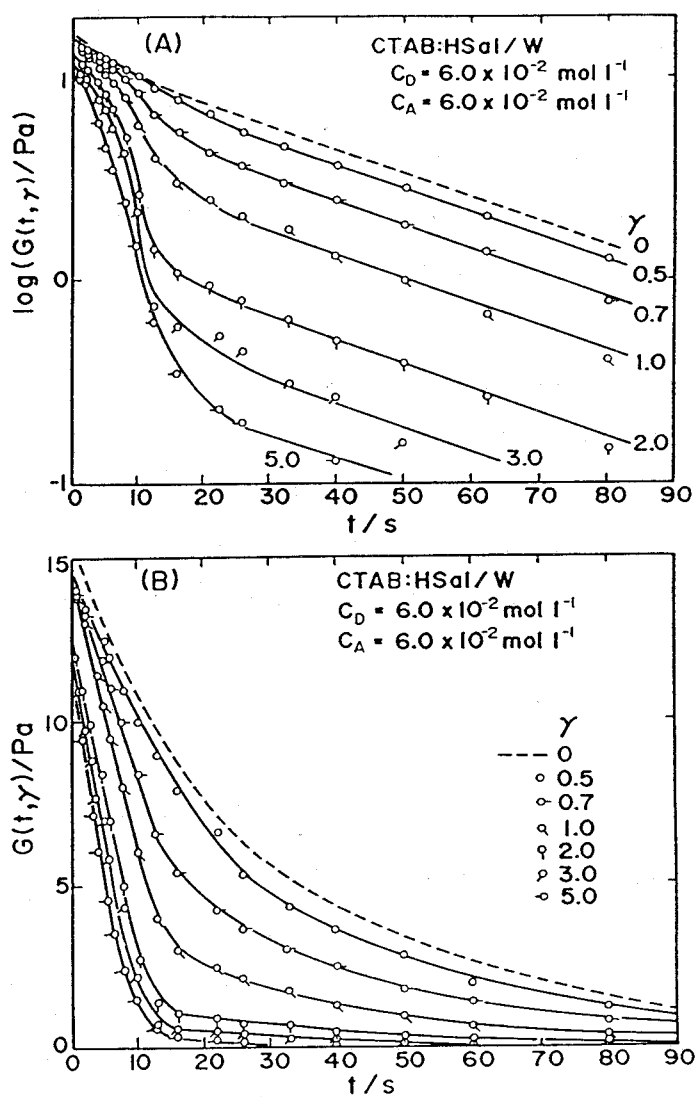 (A)
CTAB:HSal/W
C_D = 6.0 x 10⁻² mol l⁻¹
C_A = 6.0 x 10⁻² mol l⁻¹
log(G(t,γ)/Pa)
1
0
-1
γ
0
0.5
0.7
1.0
2.0
3.0
5.0
0 10 20 30 40 50 60 70 80 90
t/s
(B)
CTAB:HSal/W
C_D = 6.0 x 10⁻² mol l⁻¹
C_A = 6.0 x 10⁻² mol l⁻¹
G(t,γ)/Pa
15
10
5
0
γ
0
0.5
0.7
1.0
2.0
3.0
5.0
0 10 20 30 40 50 60 70 80 90
t/s